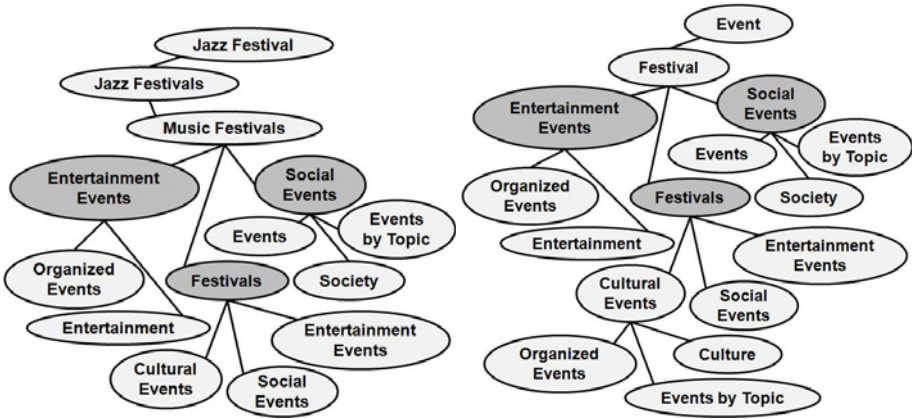 Jazz Festival
Jazz Festivals
Music Festivals
Entertainment
Events
Social
Events
Events
Events
by Topic
Organized
Events
Festivals
Society
Entertainment
Entertainment
Events
Cultural
Events
Social
Events
Event
Festival
Entertainment
Events
Social
Events
Events
Events
by Topic
Organized
Events
Festivals
Society
Entertainment
Entertainment
Events
Cultural
Events
Social
Events
Organized
Events
Culture
Events by Topic